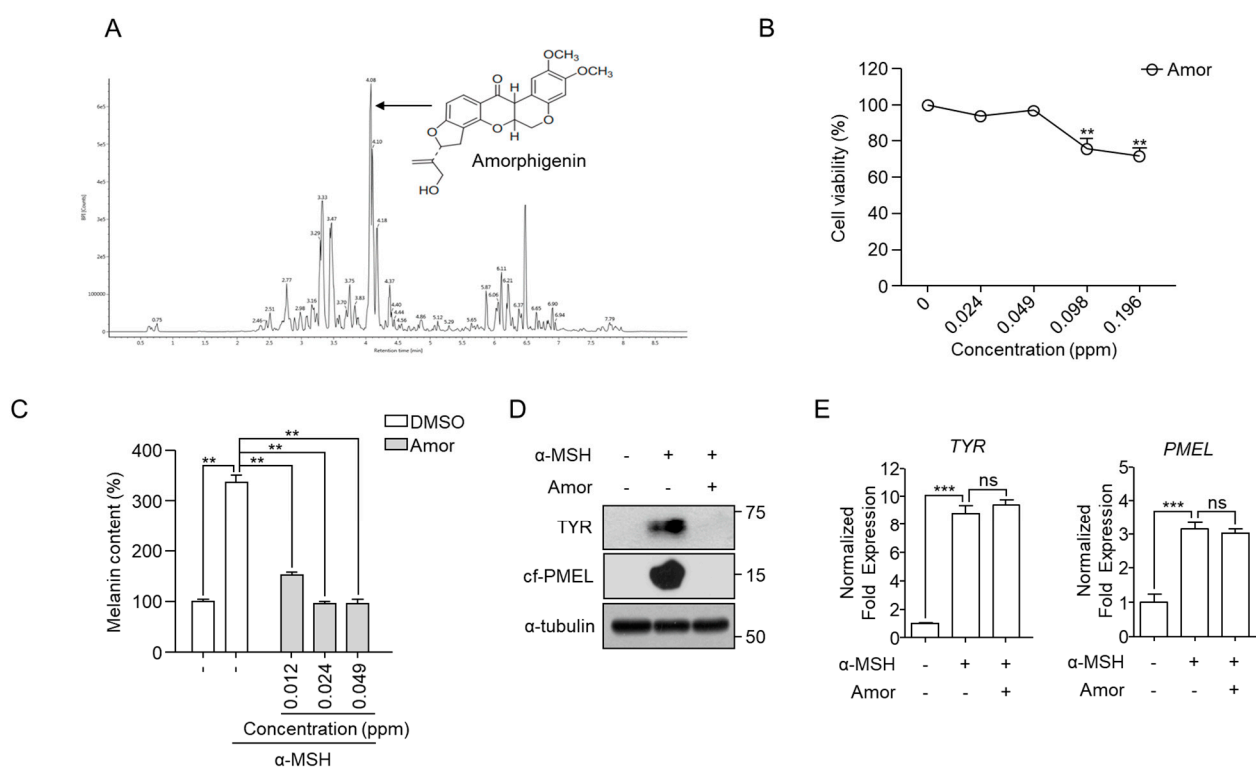 A
6e5
4e5
2e5
100000
0
BPI [Counts]
0.75
2.46
2.51
2.77
2.98
3.16
3.29
3.33
3.47
3.70
3.75
3.83
4.08
4.10
4.18
4.37
4.40
4.44
4.56
4.86
5.12
5.29
5.65
5.87
6.06
6.11
6.21
6.37
6.65
6.90
6.94
7.79
0.5 1 1.5 2 2.5 3 3.5 4 4.5 5 5.5 6 6.5 7 7.5 8 8.5
Retention time [min]
OCH3
OCH3
O
H
O
O
H
O
HO
Amorphigenin
B
Amor
Cell viability (%)
120
100
80
60
40
20
0
**
**
0 0.024 0.049 0.098 0.196
Concentration (ppm)
C
DMSO
Amor
Melanin content (%)
400
300
200
100
0
**
**
**
**
- - 0.012 0.024 0.049
Concentration (ppm)
α-MSH
D
α-MSH - + +
Amor - - +
TYR 75
cf-PMEL 15
α-tubulin 50
E
TYR
Normalized
Fold Expression
12
10
8
6
4
2
0
*** ns
α-MSH - + +
Amor - - +
PMEL
Normalized
Fold Expression
5
4
3
2
1
0
*** ns
α-MSH - + +
Amor - - +